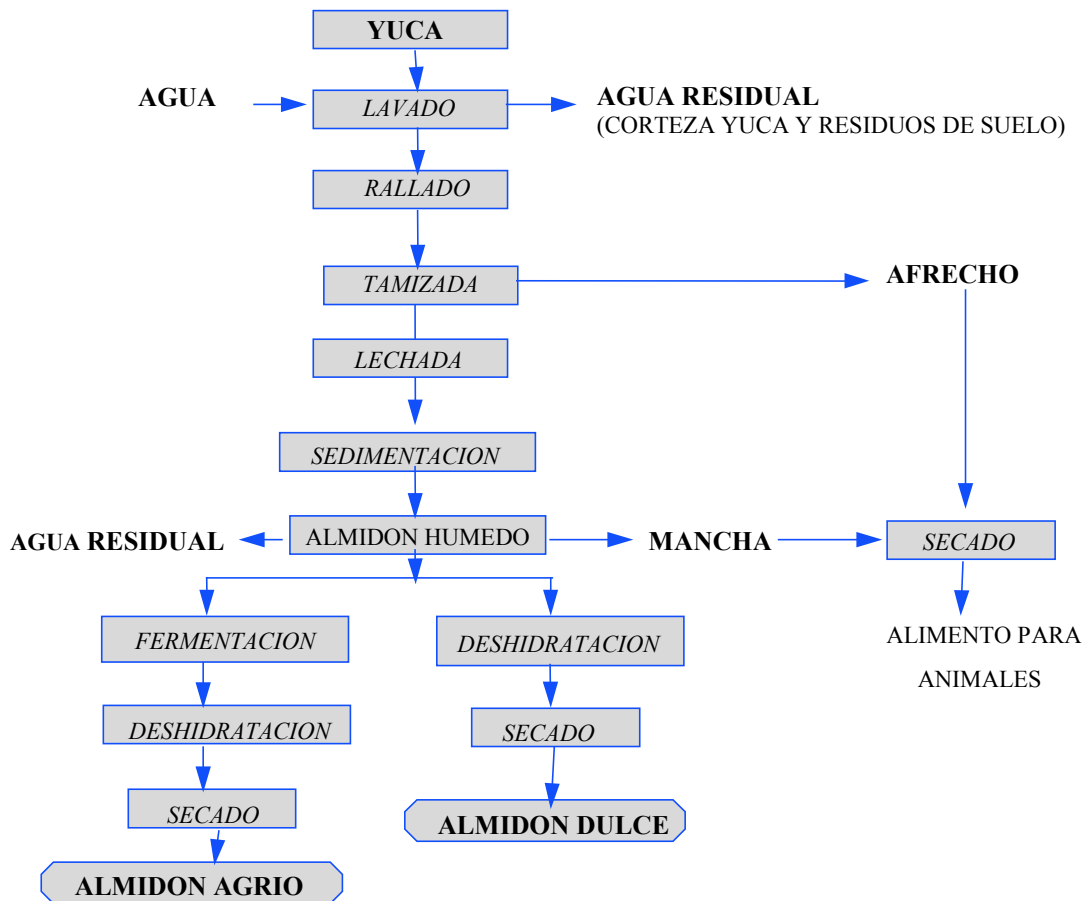 YUCA
AGUA
LAVADO
AGUA RESIDUAL
(CORTEZA YUCA Y RESIDUOS DE SUELO)
RALLADO
TAMIZADA
AFRECHO
LECHADA
SEDIMENTACION
AGUA RESIDUAL
ALMIDON HUMEDO
MANCHA
SECADO
FERMENTACION
DESHIDRATACION
ALIMENTO PARA
ANIMALES
DESHIDRATACION
SECADO
SECADO
ALMIDON DULCE
ALMIDON AGRIO